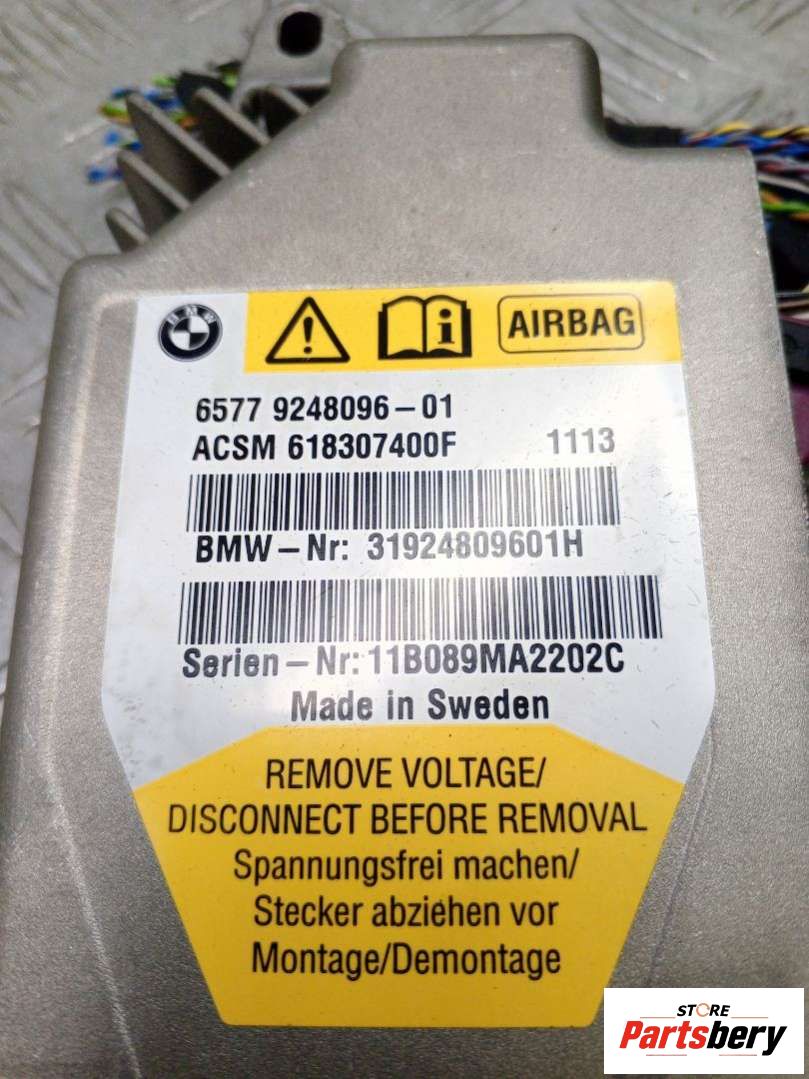 BMW
AIRBAG
6577 9248096-01
ACSM 618307400F 1113
BMW-Nr: 31924809601H
Serien-Nr: 11B089MA2202C
Made in Sweden
REMOVE VOLTAGE/
DISCONNECT BEFORE REMOVAL
Spannungsfrei machen/
Stecker abziehen vor
Montage/Demontage
STORE
Partsbery